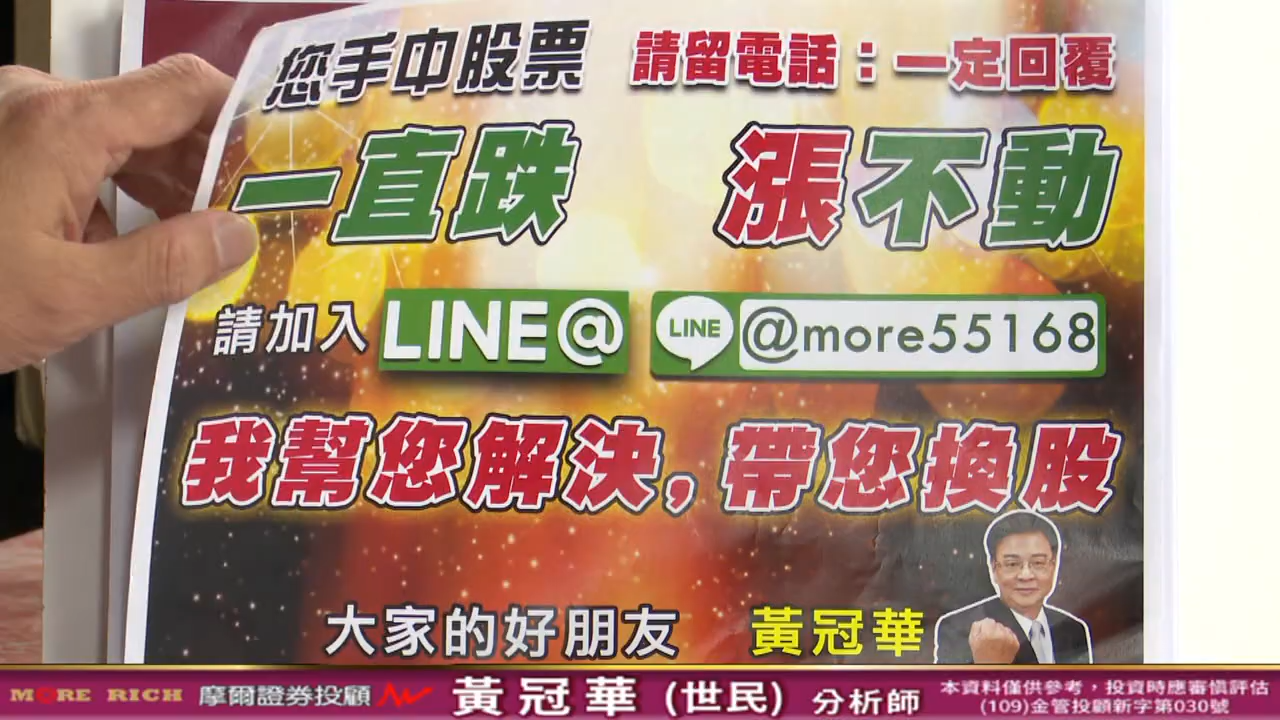 您手中股票 請留電話：一定回覆
一直跌 漲不動
請加入 LINE@ LINE @more55168
我幫您解決，帶您換股
大家的好朋友 黃冠華
MORE RICH 摩爾證券投顧 黃冠華 (世民) 分析師
本資料僅供參考，投資時應審慎評估
(109)金管投顧新字第030號